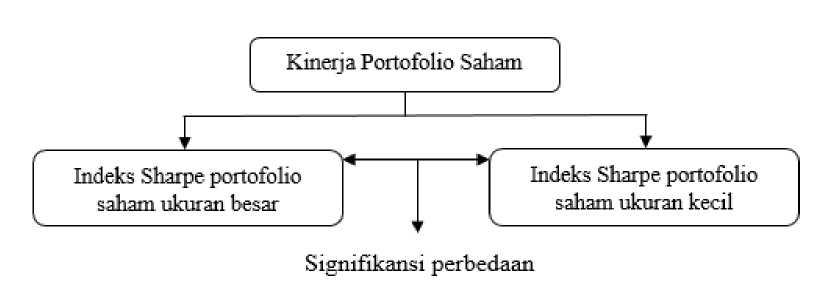 Kinerja Portofolio Saham
Indeks Sharpe portofolio
saham ukuran besar
Indeks Sharpe portofolio
saham ukuran kecil
Signifikansi perbedaan